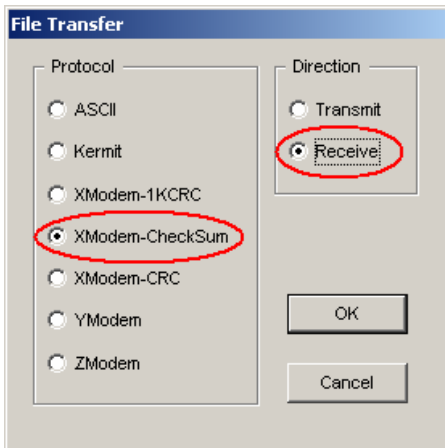 File Transfer
Protocol
ASCII
Kermit
XModem-1KCRC
XModem-CheckSum
XModem-CRC
YModem
ZModem
Direction
Transmit
Receive
OK
Cancel